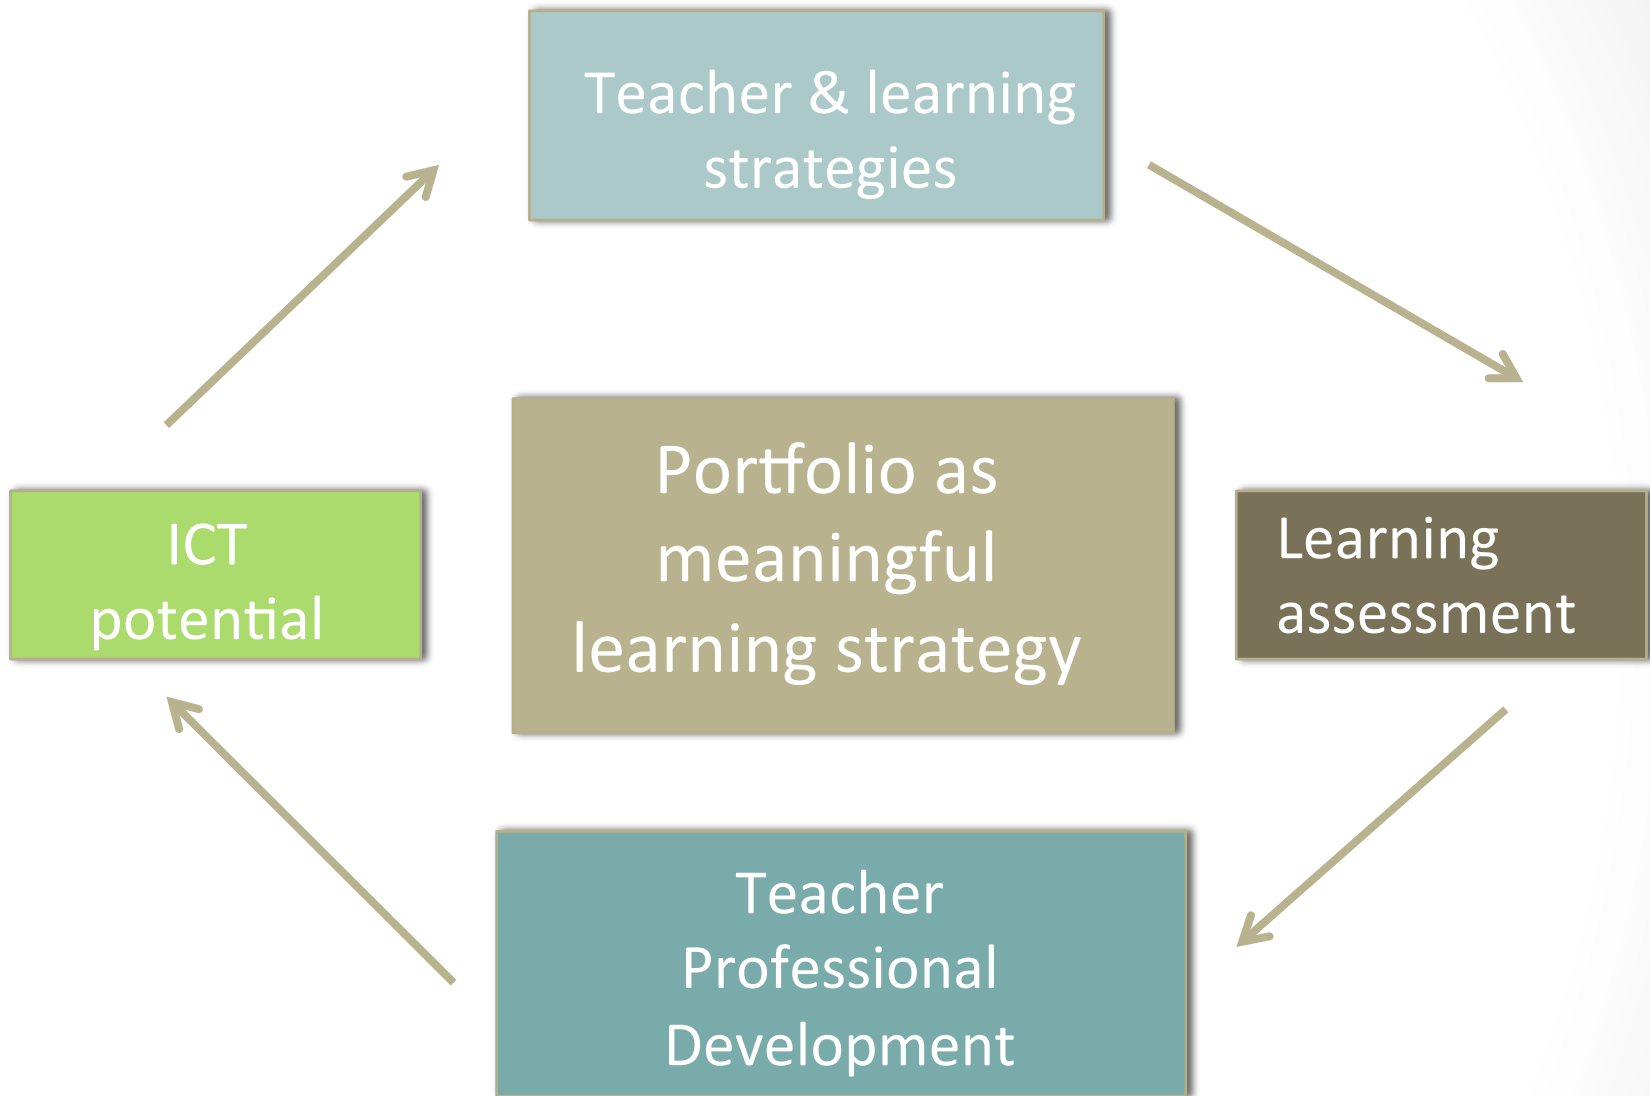 Teacher & learning
strategies
Portfolio as
meaningful
learning strategy
ICT
potential
Learning
assessment
Teacher
Professional
Development